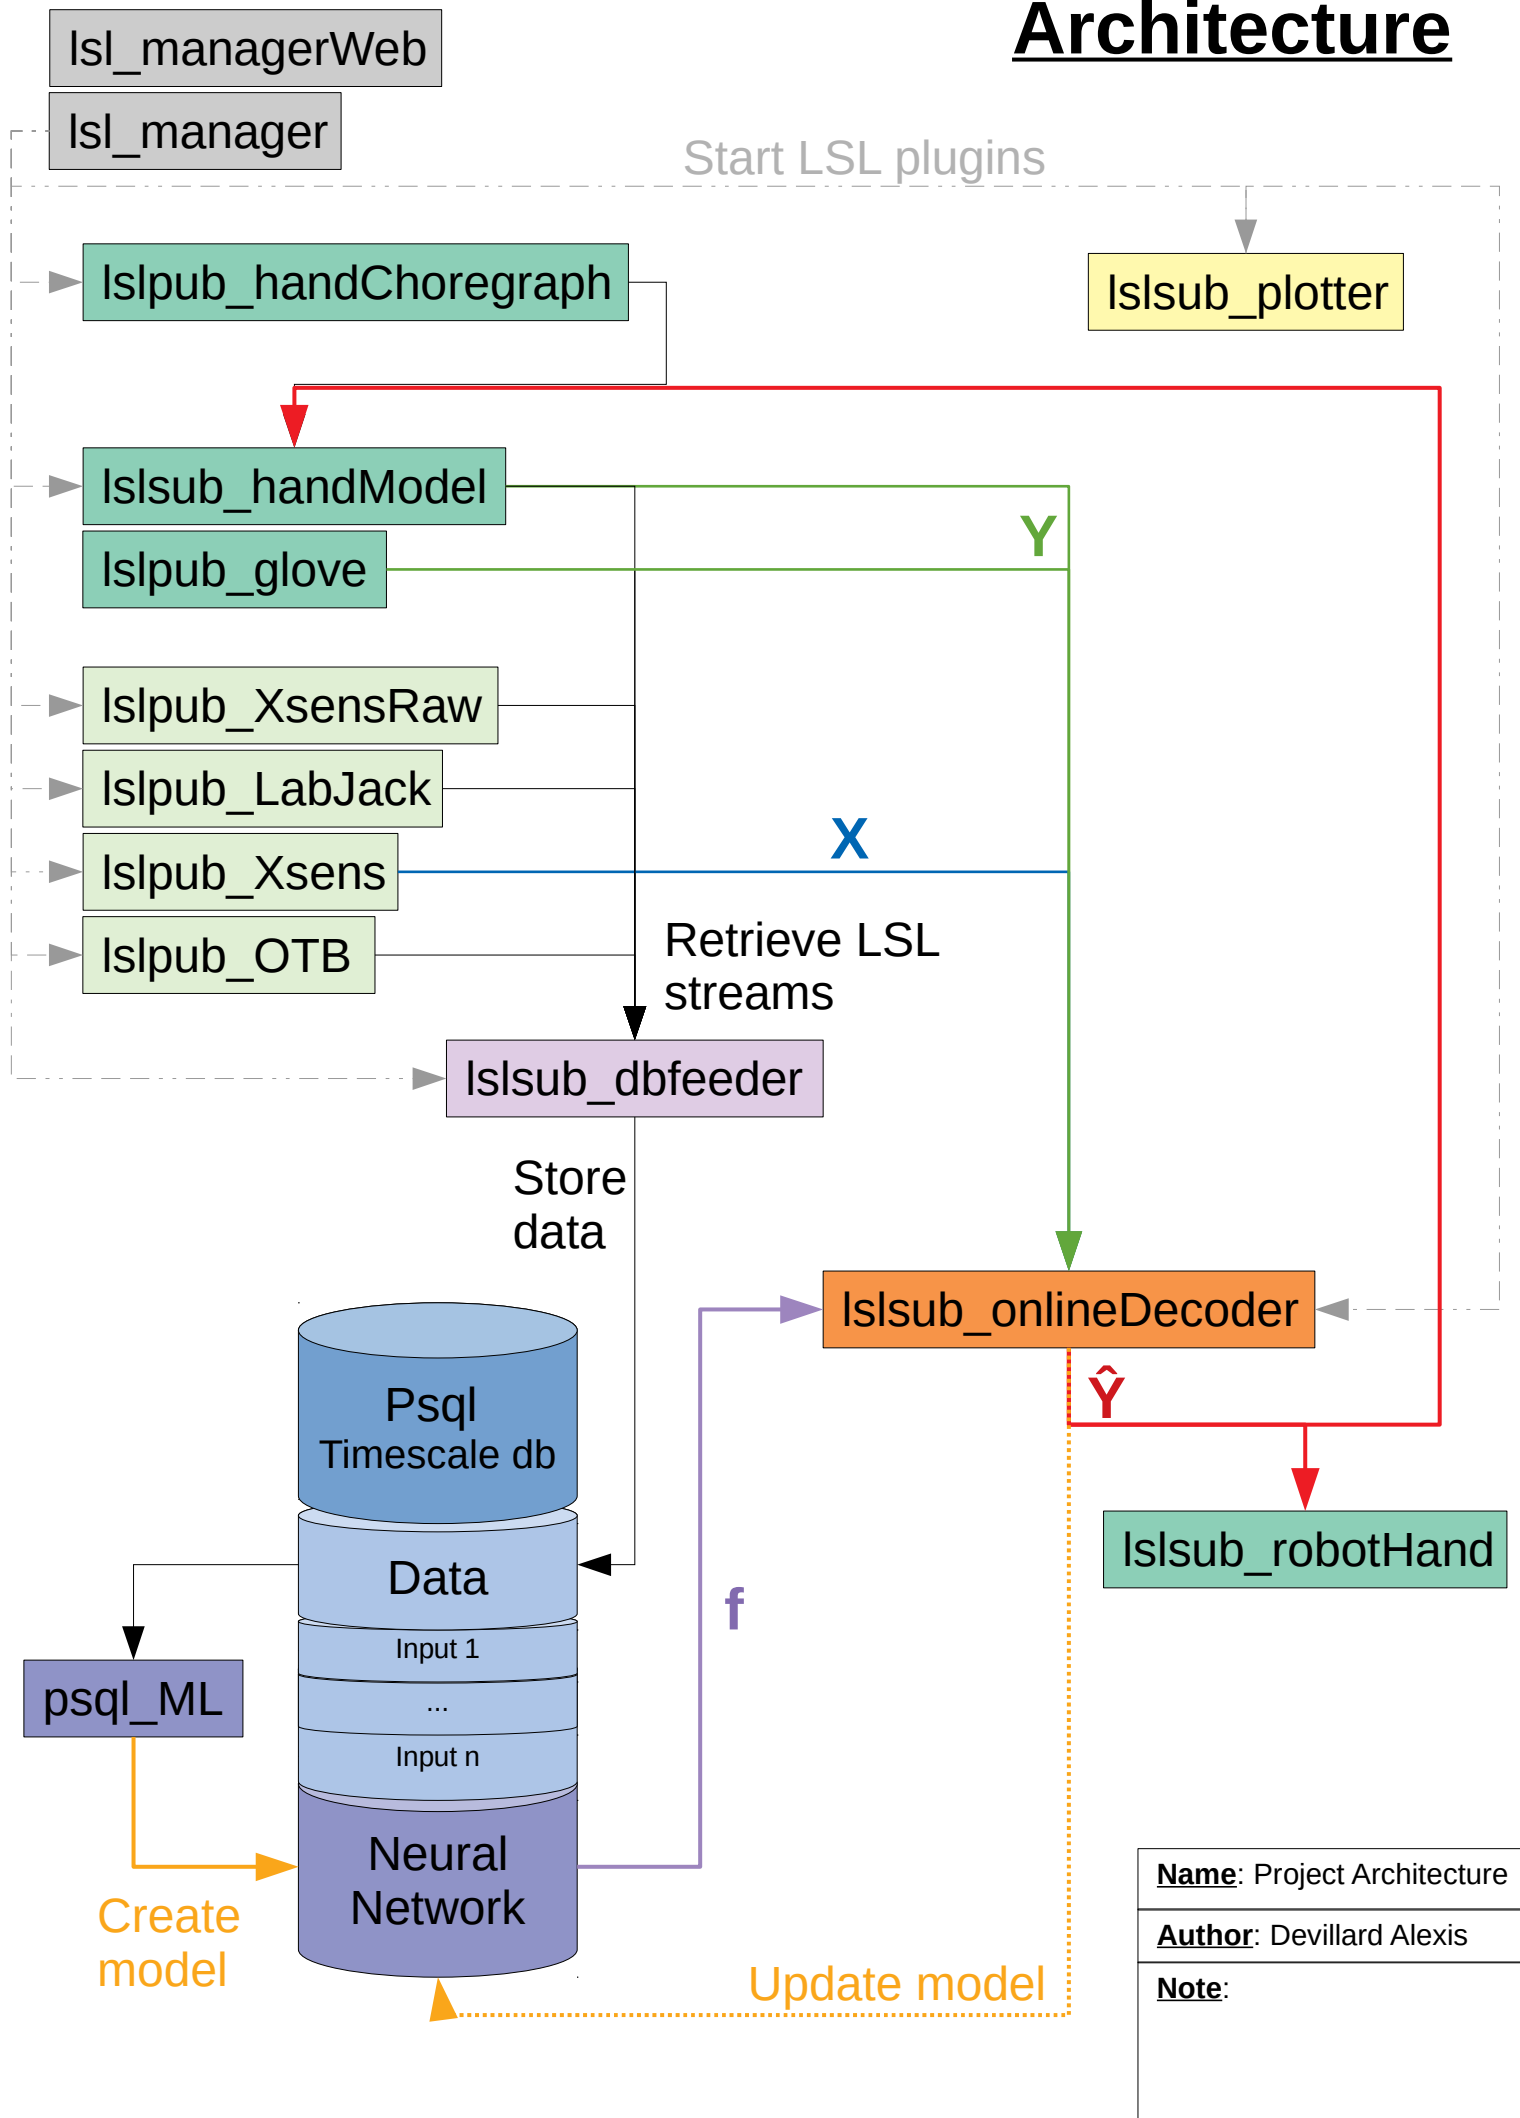 Architecture
lsl_managerWeb
lsl_manager
Start LSL plugins
lslpub_handChoregraph
lslsub_plotter
lslsub_handModel
Y
lslpub_glove
lslpub_XsensRaw
lslpub_LabJack
X
lslpub_Xsens
lslpub_OTB
Retrieve LSL
streams
lslsub_dbfeeder
Store
data
lslsub_onlineDecoder
Ŷ
Psql
Timescale db
lslsub_robotHand
Data
f
Input 1
psql_ML
...
Input n
Neural
Network
Create
model
Update model
Name: Project Architecture
Author: Devillard Alexis
Note: